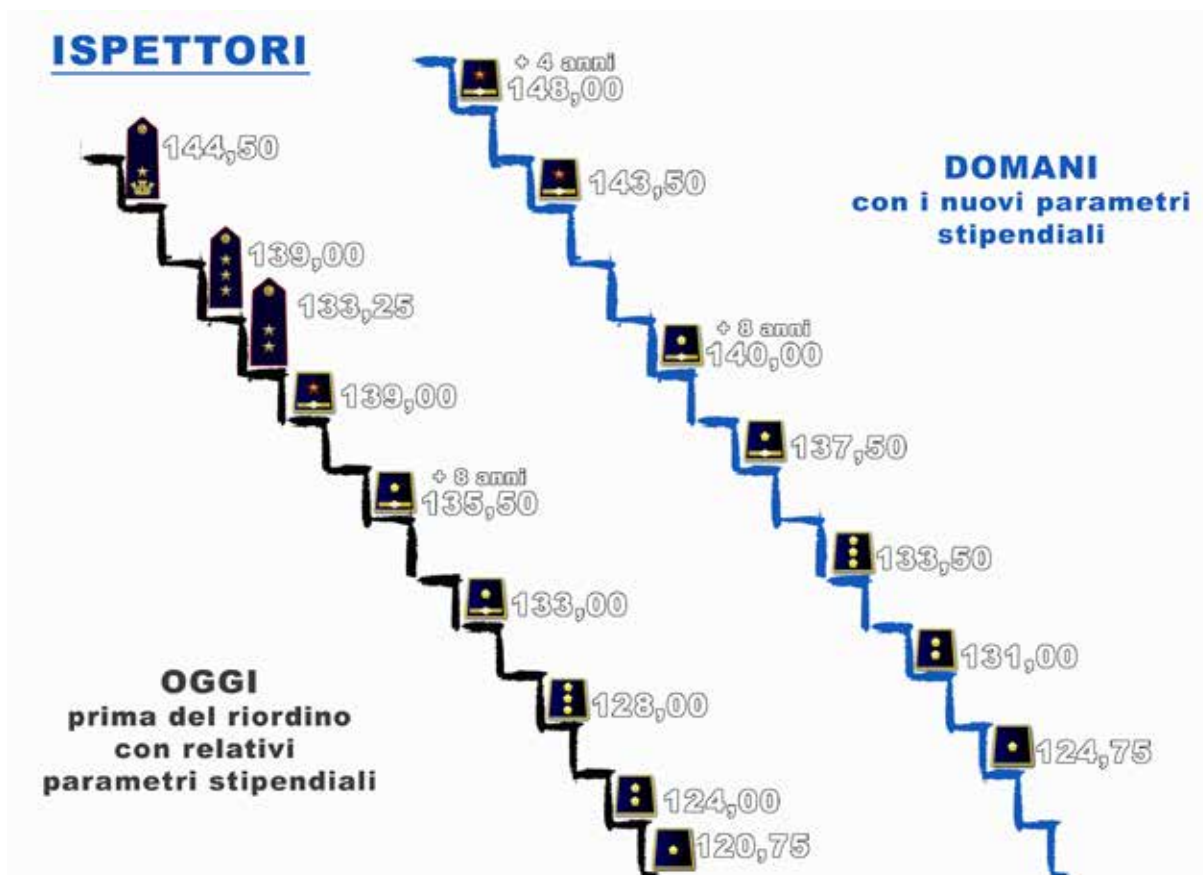 ISPETTORI
144,50
139,00
133,25
139,00
+ 8 anni
135,50
133,00
128,00
124,00
120,75
OGGI
prima del riordino
con relativi
parametri stipendiali
+ 4 anni
148,00
143,50
+ 8 anni
140,00
137,50
133,50
131,00
124,75
DOMANI
con i nuovi parametri
stipendiali